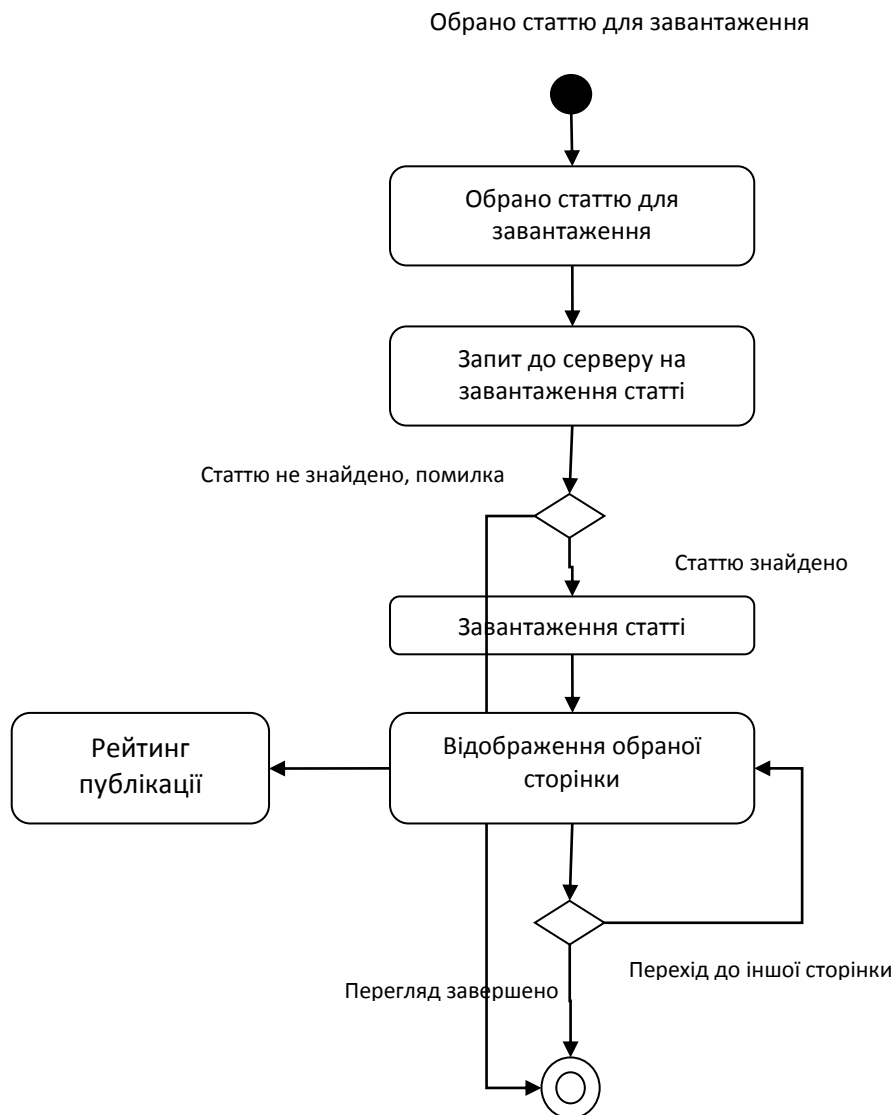 Обрано статтю для завантаження
Обрано статтю для
завантаження
Запит до серверу на
завантаження статті
Статтю не знайдено, помилка
Статтю знайдено
Завантаження статті
Рейтинг
публікації
Відображення обраної
сторінки
Перехід до іншої сторінки
Перегляд завершено